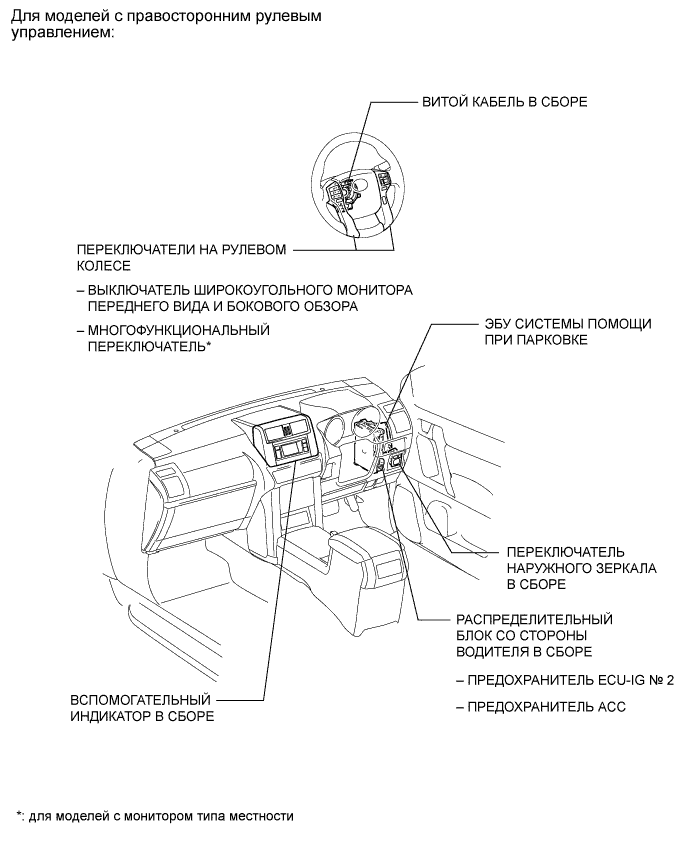 Для моделей с правосторонним рулевым
управлением:
ВИТОЙ КАБЕЛЬ В СБОРЕ
ПЕРЕКЛЮЧАТЕЛИ НА РУЛЕВОМ
КОЛЕСЕ
– ВЫКЛЮЧАТЕЛЬ ШИРОКОУГОЛЬНОГО МОНИТОРА
ПЕРЕДНЕГО ВИДА И БОКОВОГО ОБЗОРА
– МНОГОФУНКЦИОНАЛЬНЫЙ
ПЕРЕКЛЮЧАТЕЛЬ*
ЭБУ СИСТЕМЫ ПОМОЩИ
ПРИ ПАРКОВКЕ
ПЕРЕКЛЮЧАТЕЛЬ
НАРУЖНОГО ЗЕРКАЛА
В СБОРЕ
РАСПРЕДЕЛИТЕЛЬНЫЙ
БЛОК СО СТОРОНЫ
ВОДИТЕЛЯ В СБОРЕ
– ПРЕДОХРАНИТЕЛЬ ECU-IG № 2
– ПРЕДОХРАНИТЕЛЬ ACC
ВСПОМОГАТЕЛЬНЫЙ
ИНДИКАТОР В СБОРЕ
*: для моделей с монитором типа местности